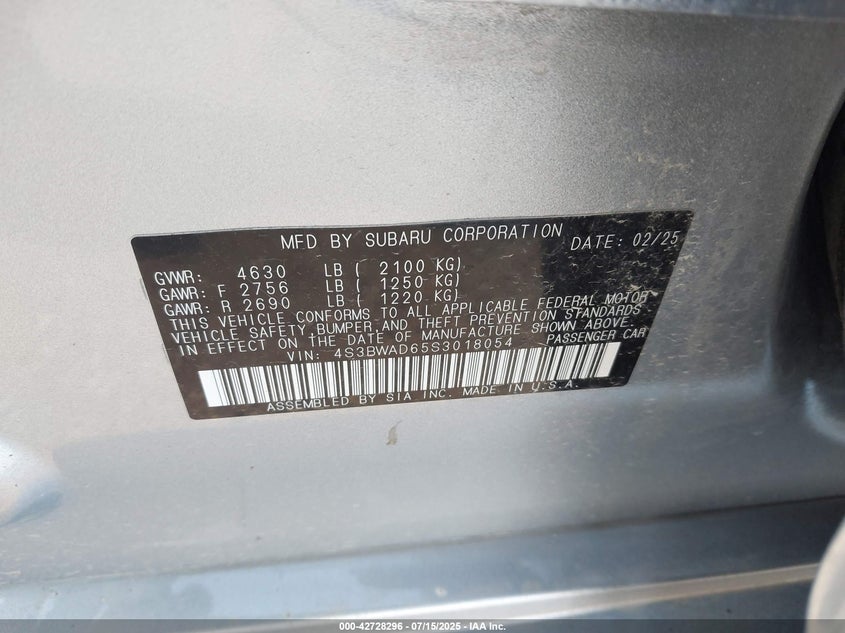 MFD BY SUBARU CORPORATION DATE: 02/25
GVWR: 4630 LB ( 2100 KG)
GAWR: F 2756 LB ( 1250 KG)
GAWR: R 2690 LB ( 1220 KG)
THIS VEHICLE CONFORMS TO ALL APPLICABLE FEDERAL MOTOR
VEHICLE SAFETY, BUMPER, AND THEFT PREVENTION STANDARDS
IN EFFECT ON THE DATE OF MANUFACTURE SHOWN ABOVE.
VIN: 4S3BWAD65S3018054 PASSENGER CAR
ASSEMBLED BY SIA INC. MADE IN U.S.A.
000-42728296 - 07/15/2025 - IAA Inc.